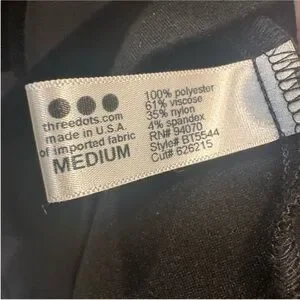 threedots.com
made in U.S.A.
of imported fabric
MEDIUM
100% polyester
61% viscose
35% nylon
4% spandex
RN# 94070
Style# BT5544
Cut# 626215